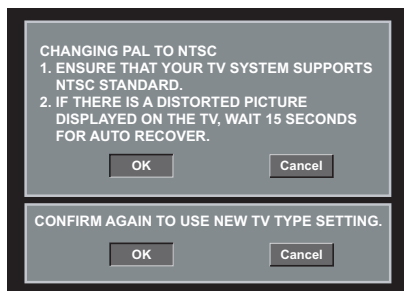 CHANGING PAL TO NTSC
1. ENSURE THAT YOUR TV SYSTEM SUPPORTS
NTSC STANDARD.
2. IF THERE IS A DISTORTED PICTURE
DISPLAYED ON THE TV, WAIT 15 SECONDS
FOR AUTO RECOVER.
OK Cancel
CONFIRM AGAIN TO USE NEW TV TYPE SETTING.
OK Cancel